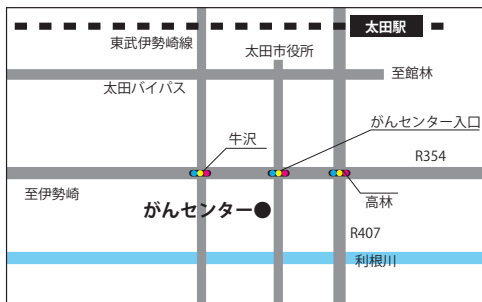 太田駅
東武伊勢崎線
太田市役所
至館林
太田バイパス
がんセンター入口
牛沢
R354
至伊勢崎
高林
がんセンター
R407
利根川